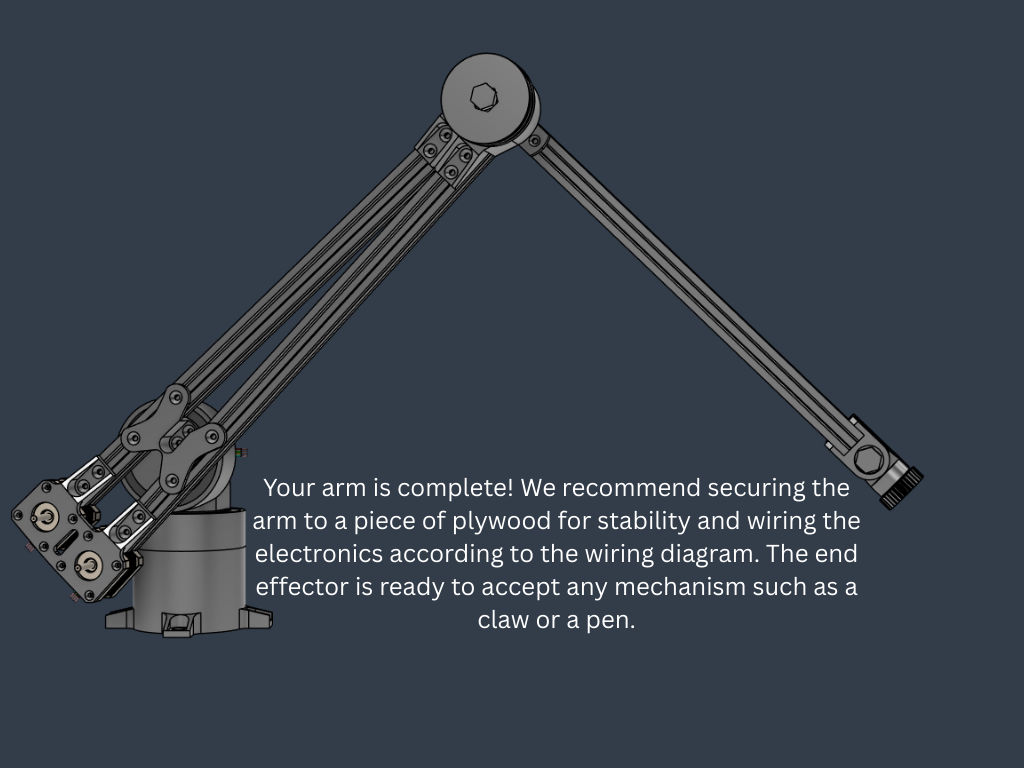 Your arm is complete! We recommend securing the
arm to a piece of plywood for stability and wiring the
electronics according to the wiring diagram. The end
effector is ready to accept any mechanism such as a
claw or a pen.